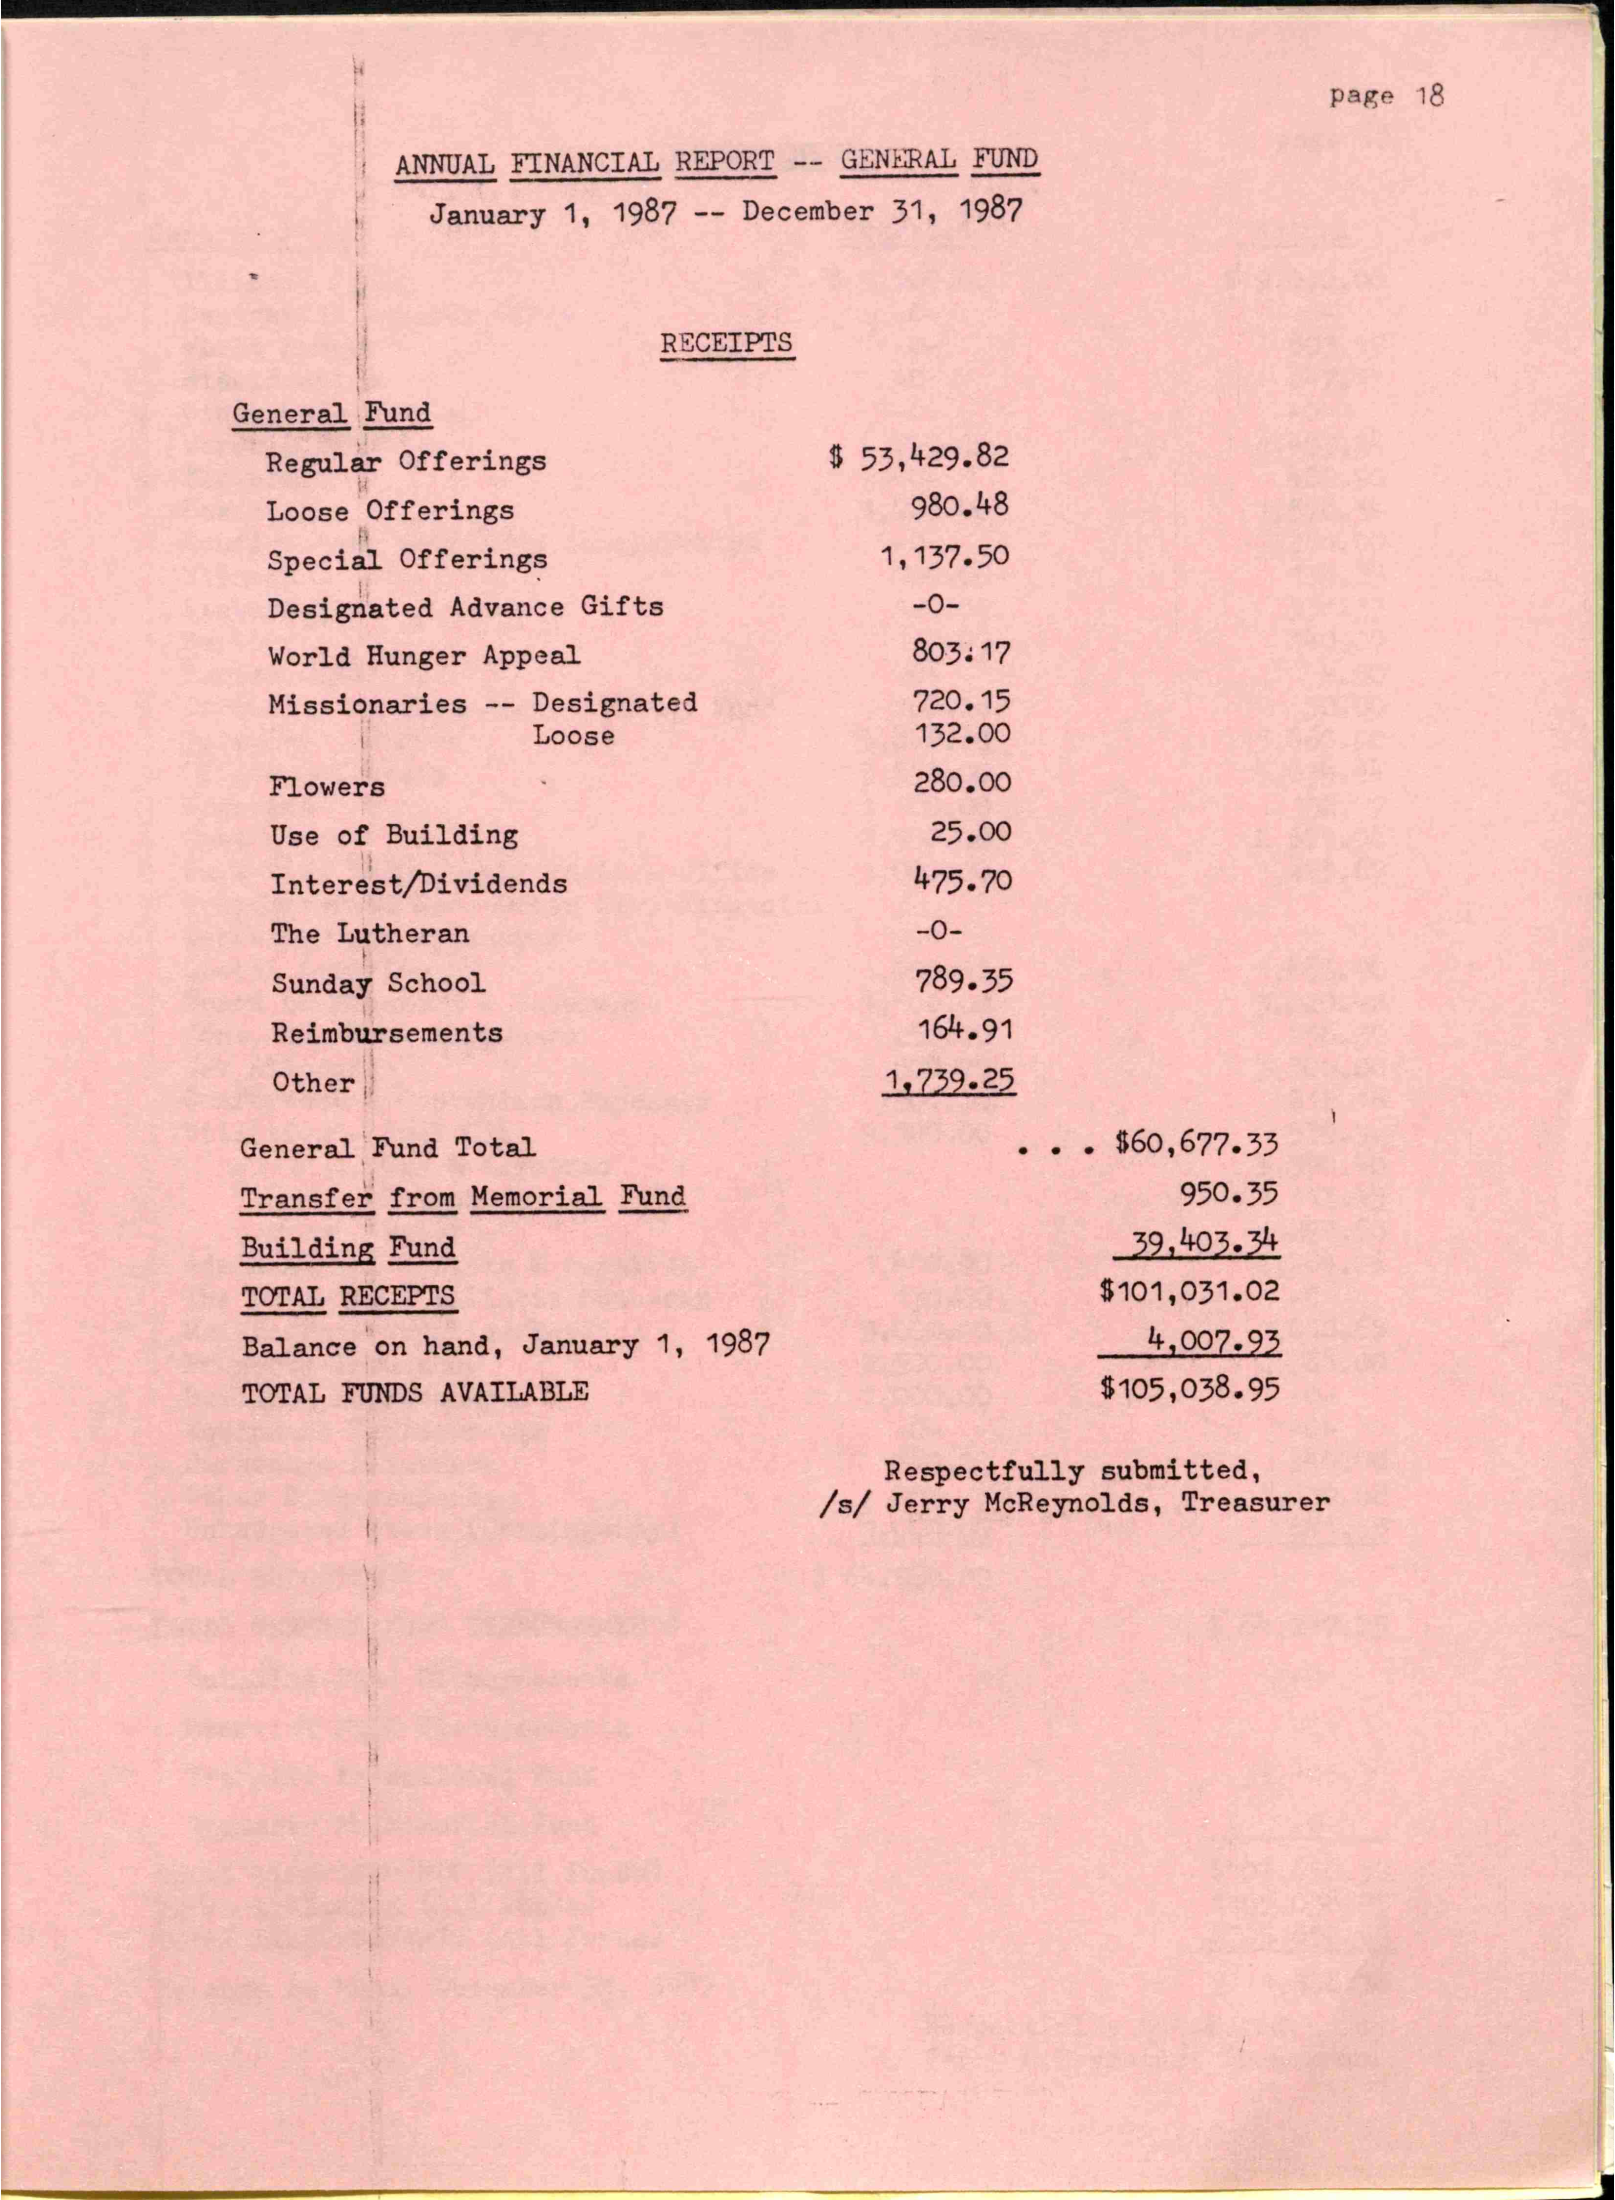 page 18
ANNUAL FINANCIAL REPORT -- GENERAL FUND
January 1, 1987 -- December 31, 1987
RECEIPTS
General Fund
Regular Offerings $ 53,429.82
Loose Offerings 980.48
Special Offerings 1,137.50
Designated Advance Gifts -0-
World Hunger Appeal 803.17
Missionaries -- Designated 720.15
Loose 132.00
Flowers 280.00
Use of Building 25.00
Interest/Dividends 475.70
The Lutheran -0-
Sunday School 789.35
Reimbursements 164.91
Other 1,739.25
General Fund Total . . . $60,677.33
Transfer from Memorial Fund 950.35
Building Fund 39,403.34
TOTAL RECEPTS $101,031.02
Balance on hand, January 1, 1987 4,007.93
TOTAL FUNDS AVAILABLE $105,038.95
Respectfully submitted,
/s/ Jerry McReynolds, Treasurer